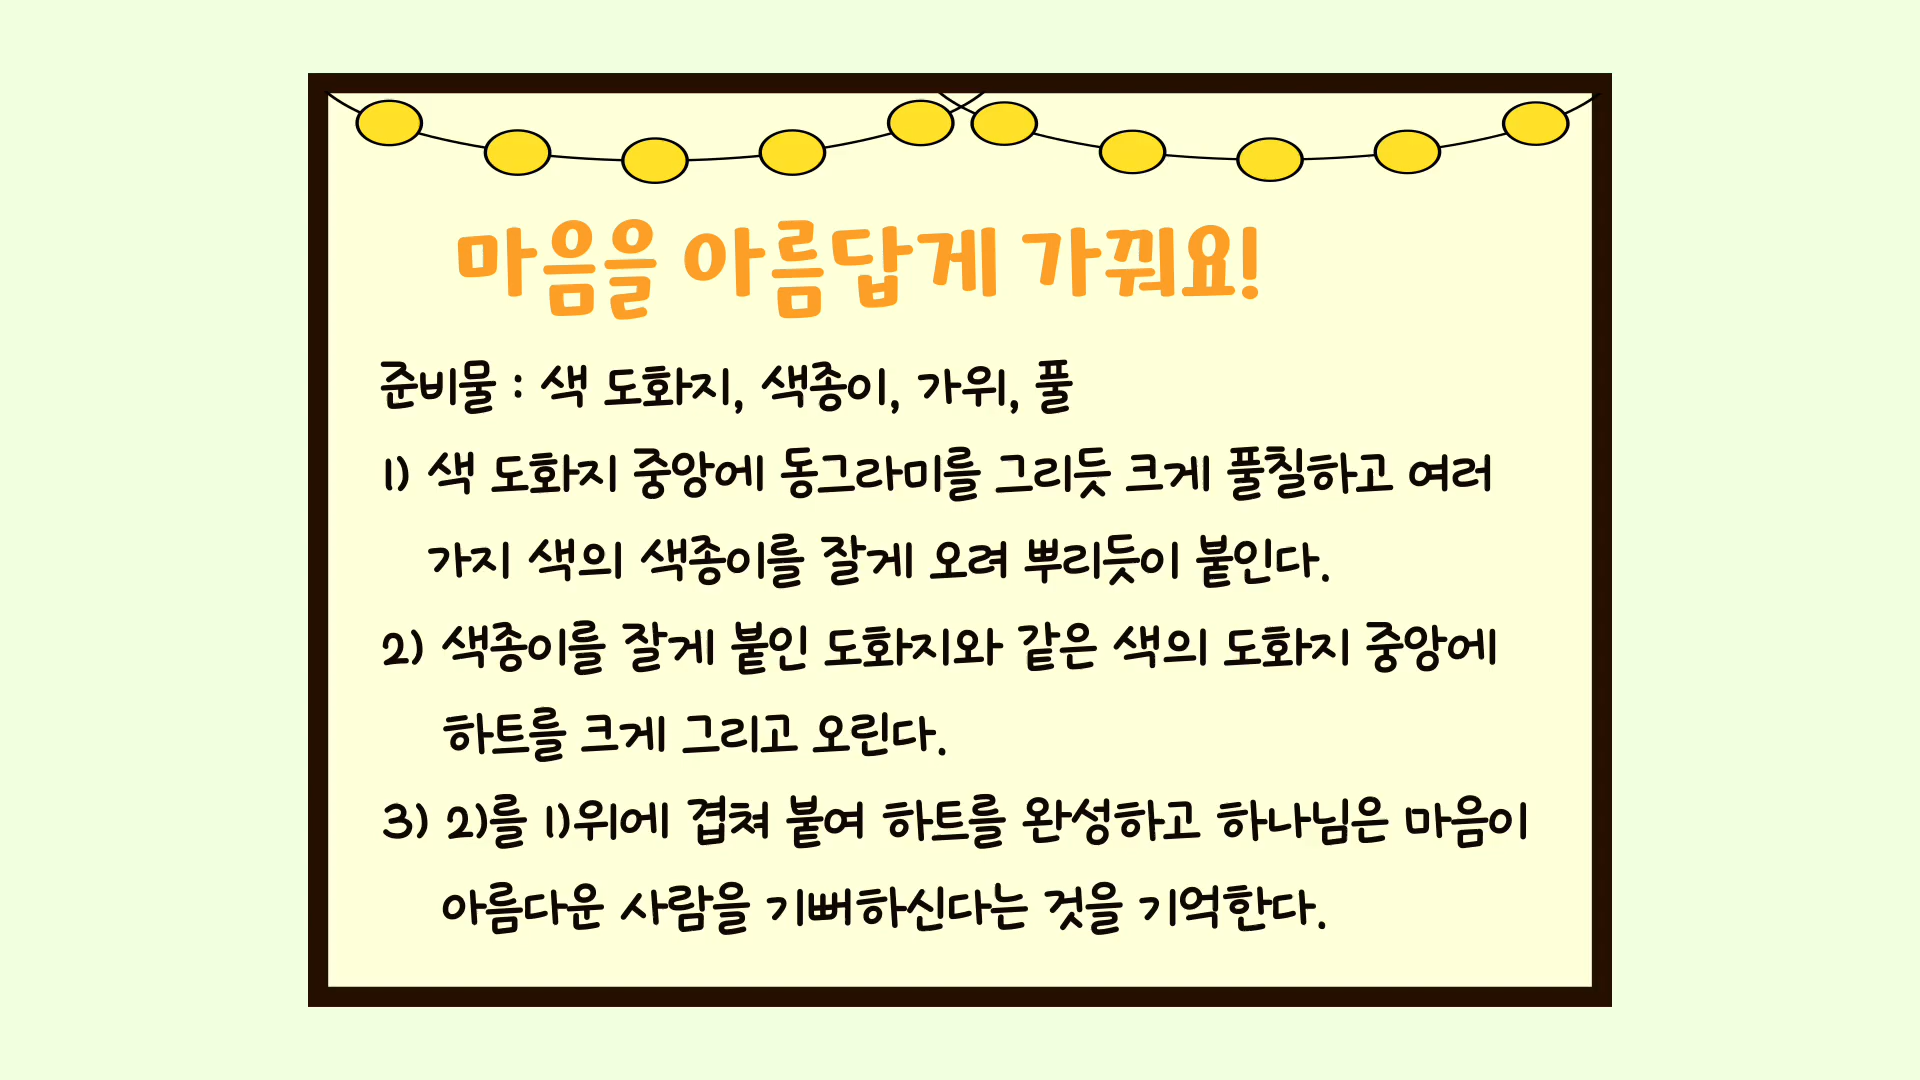 마음을 아름답게 가꿔요!
준비물 : 색 도화지, 색종이, 가위, 풀
1) 색 도화지 중앙에 동그라미를 그리듯 크게 풀칠하고 여러
가지 색의 색종이를 잘게 오려 뿌리듯이 붙인다.
2) 색종이를 잘게 붙인 도화지와 같은 색의 도화지 중앙에
하트를 크게 그리고 오린다.
3) 2)를 1)위에 겹쳐 붙여 하트를 완성하고 하나님은 마음이
아름다운 사람을 기뻐하신다는 것을 기억한다.